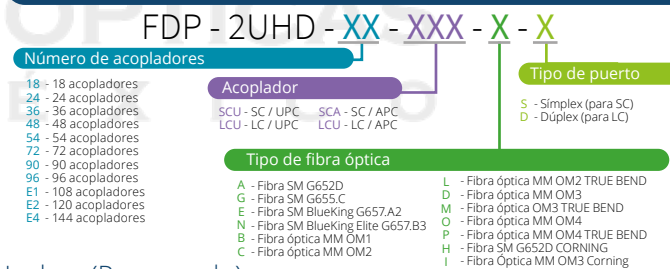 FDP - 2UHD - XX - XXX - X - X
Número de acopladores
18 - 18 acopladores
24 - 24 acopladores
36 - 36 acopladores
48 - 48 acopladores
54 - 54 acopladores
72 - 72 acopladores
90 - 90 acopladores
96 - 96 acopladores
E1 - 108 acopladores
E2 - 120 acopladores
E4 - 144 acopladores
Acoplador
SCU - SC / UPC SCA - SC / APC
LCU - LC / UPC LCU - LC / APC
Tipo de puerto
S - Símplex (para SC)
D - Dúplex (para LC)
Tipo de fibra óptica
A - Fibra SM G652D
G - Fibra SM G655.C
E - Fibra SM BlueKing G657.A2
N - Fibra SM BlueKing Elite G657.B3
B - Fibra óptica MM OM1
C - Fibra óptica MM OM2
L - Fibra óptica MM OM2 TRUE BEND
D - Fibra óptica MM OM3
M - Fibra óptica OM3 TRUE BEND
O - Fibra óptica MM OM4
P - Fibra óptica MM OM4 TRUE BEND
H - Fibra SM G652D CORNING
I - Fibra Óptica MM OM3 Corning